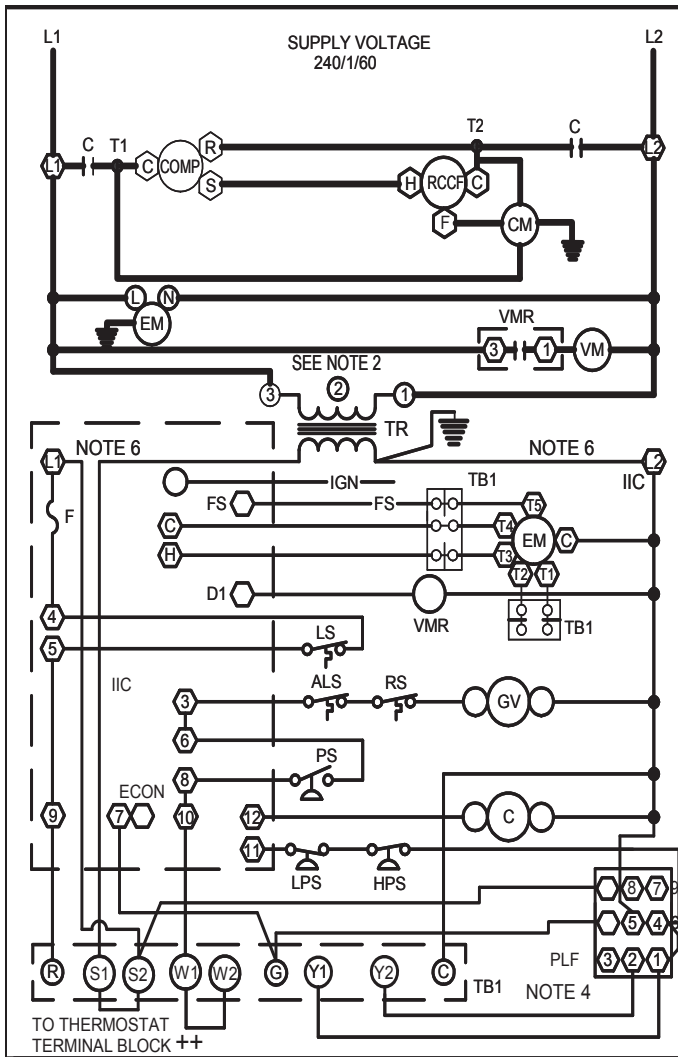 L1
SUPPLY VOLTAGE
L2
240/1/60
C T1 R T2 C
L1 C COMP L2
S H RCCF C
F CM
L N
EM
VMR
3 1 VM
SEE NOTE 2
3 2 1
TR
NOTE 6 NOTE 6
L1 L2
IGN TB1 IIC
FS FS T5
F C T4 EM C
H T3
T2 T1
D1
VMR TB1
4
5 LS
IIC ALS RS
3 GV
6
PS
8
ECON
9 7 10 12 C
11
LPS HPS
8 7 9
5 4 6
PLF 3 2 1
R S1 S2 W1 W2 G Y1 Y2 C TB1
NOTE 4
TO THERMOSTAT
TERMINAL BLOCK ++